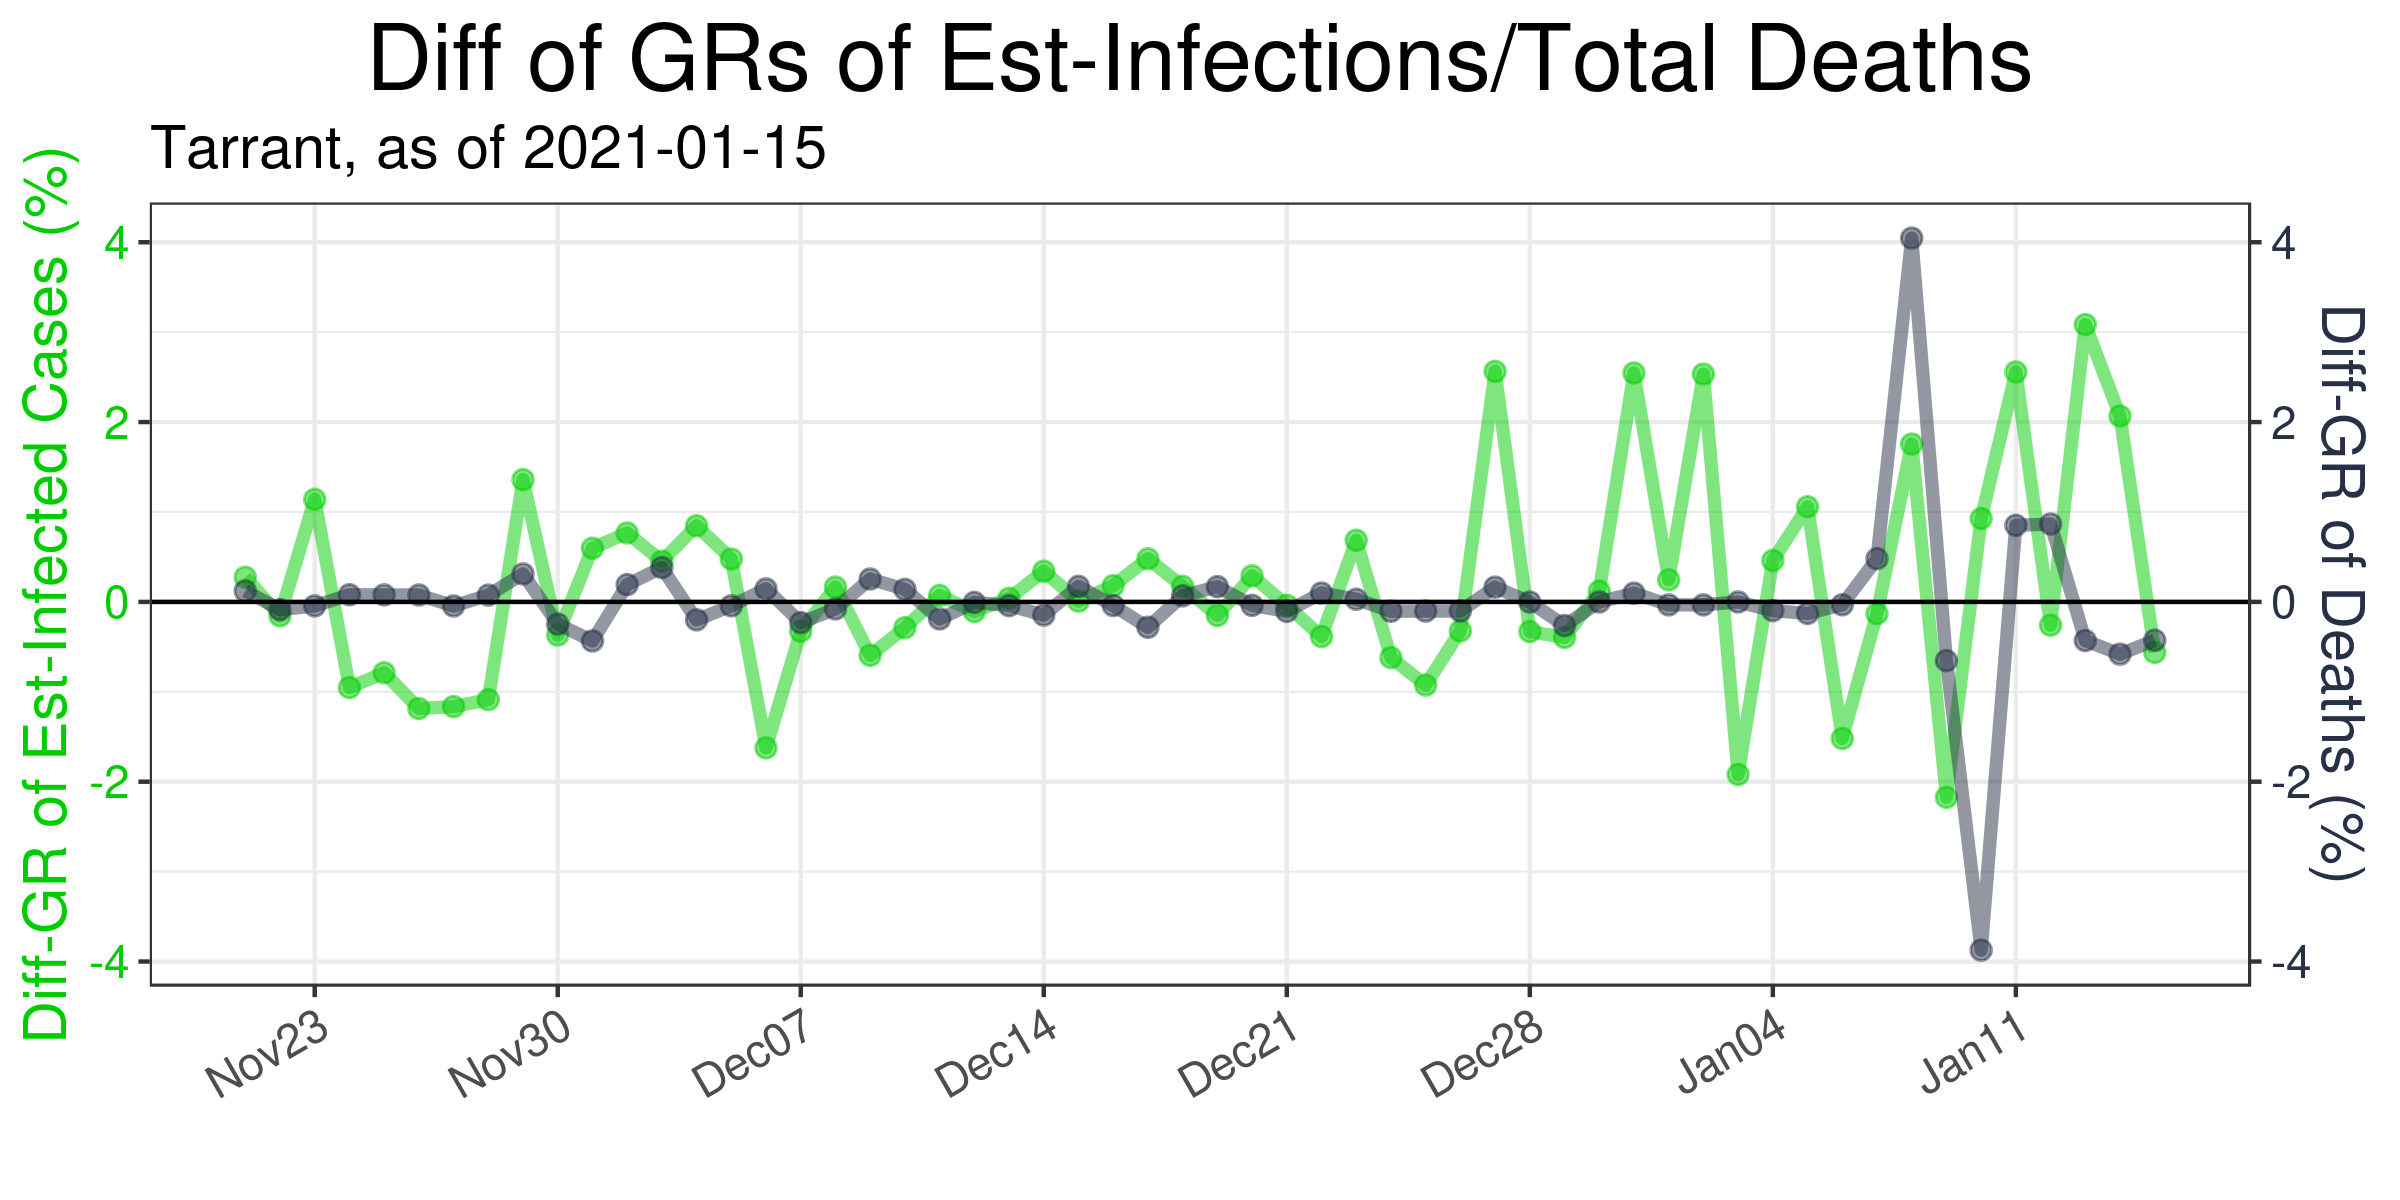 Diff of GRs of Est-Infections/Total Deaths
Tarrant, as of 2021-01-15
Diff-GR of Est-Infected Cases (%)
4
2
0
-2
-4
4
2
0
-2
-4
Diff-GR of Deaths (%)
Nov23
Nov30
Dec07
Dec14
Dec21
Dec28
Jan04
Jan11